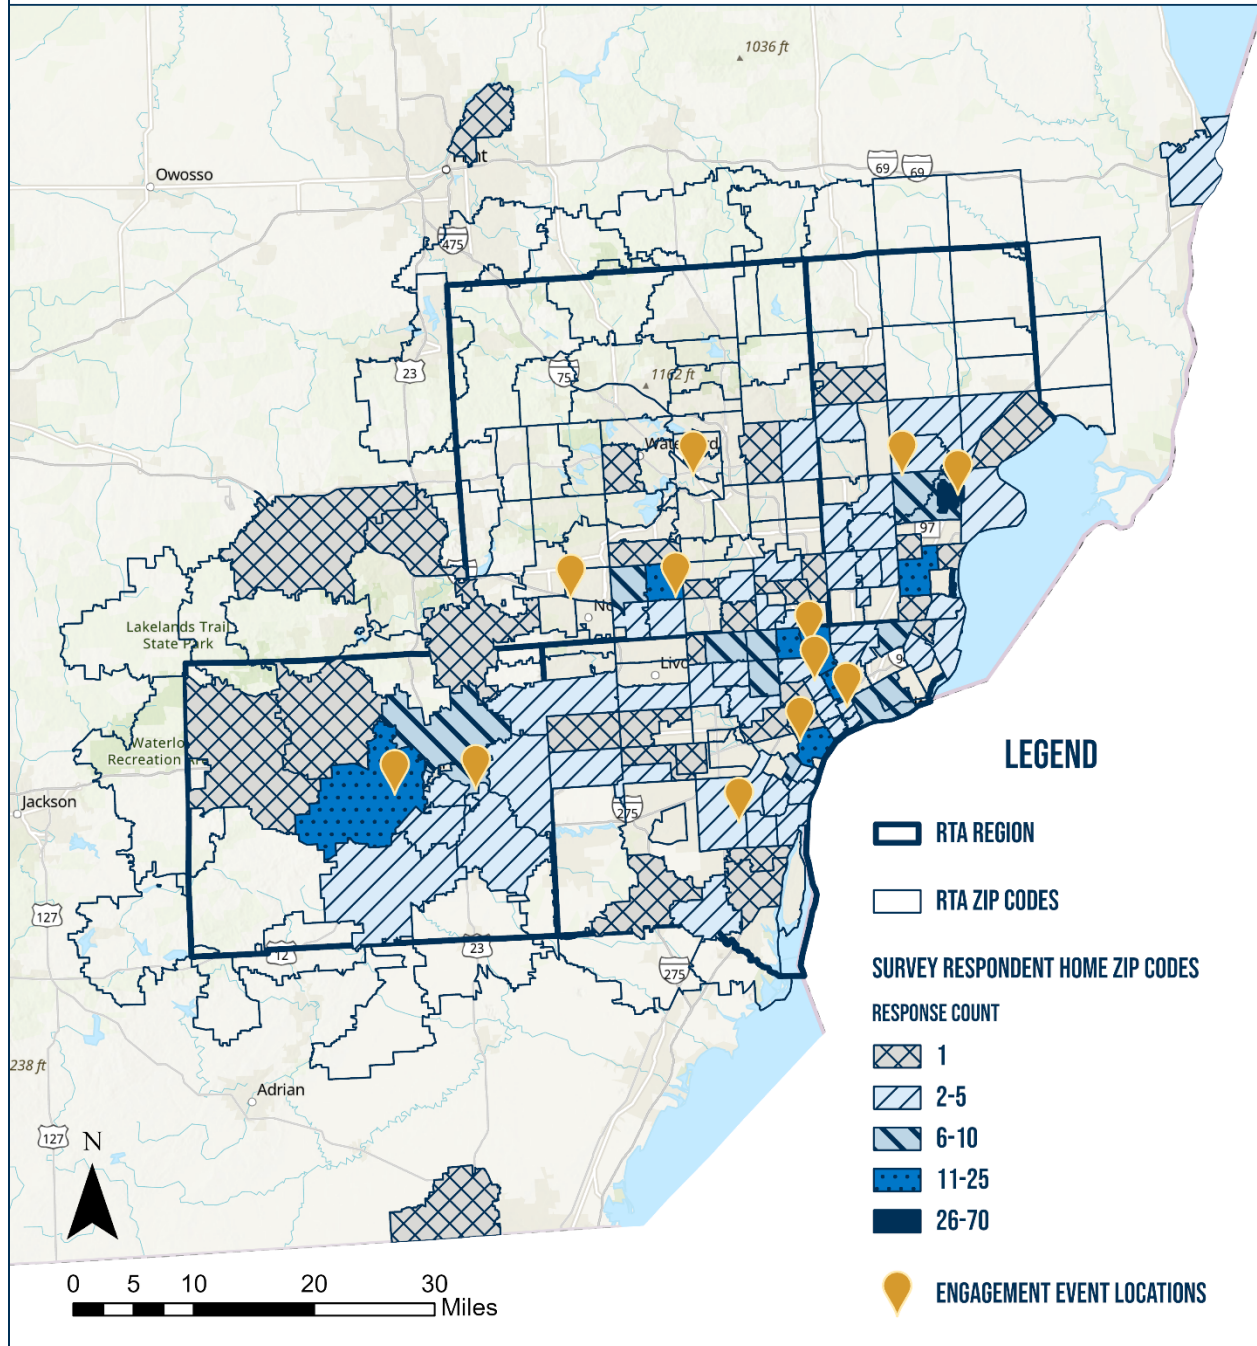 1036 ft
Owosso
69
69
475
23
75
1162 ft
97
Lakelands Trail
State Park
Recreation
Jackson
275
127
12
23
275
238 ft
Adrian
127
N
0 5 10 20 30
Miles
LEGEND
RTA REGION
RTA ZIP CODES
SURVEY RESPONDENT HOME ZIP CODES
RESPONSE COUNT
1
2-5
6-10
11-25
26-70
ENGAGEMENT EVENT LOCATIONS